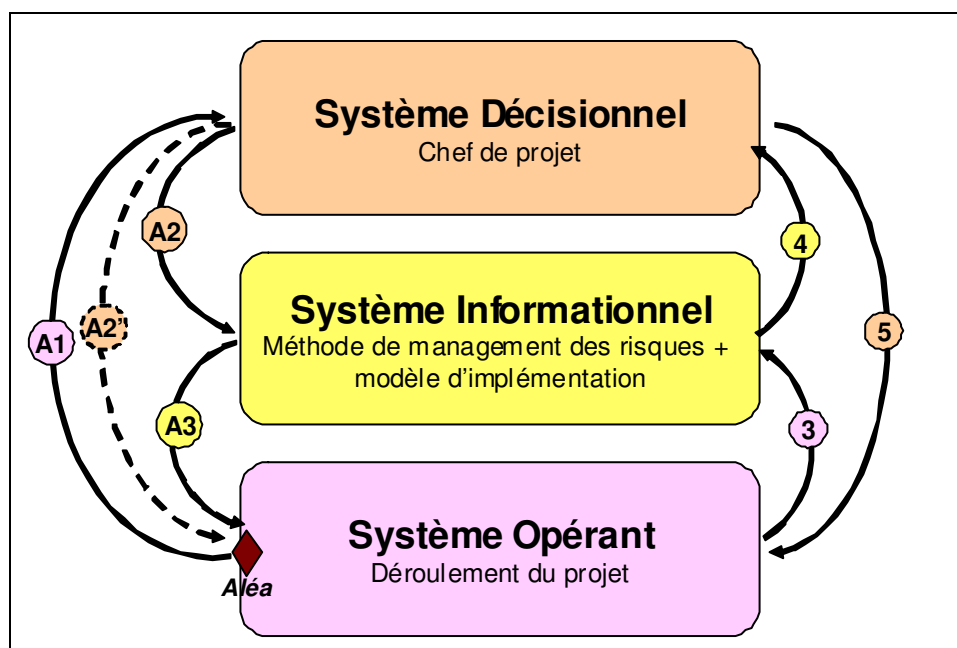 Système Décisionnel
Chef de projet
A2
4
Système Informationnel
Méthode de management des risques +
modèle d'implémentation
A2'
A1
5
A3
3
Système Opérant
Déroulement du projet
Aléa